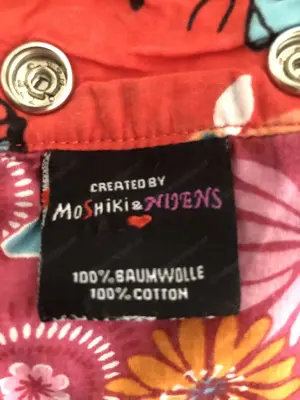 CREATED BY
MoSHiKi & NIJENS
100% BAUMWOLLE
100% COTTON